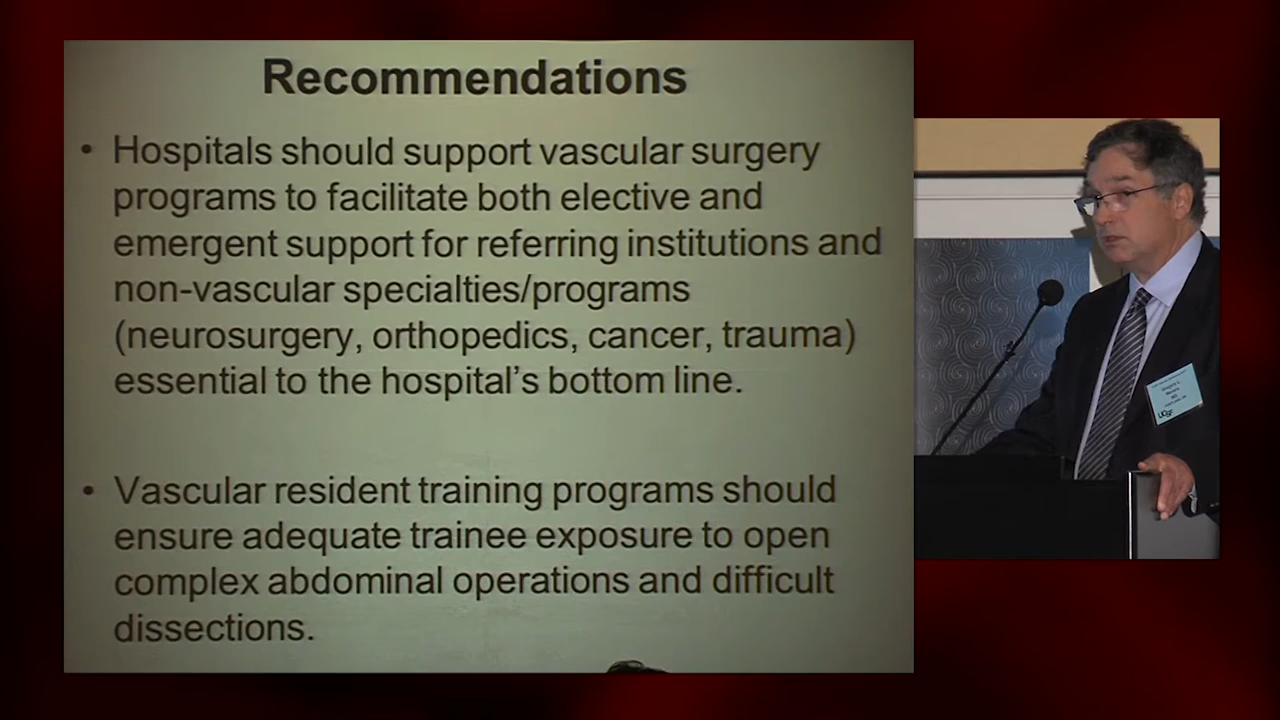 Recommendations
• Hospitals should support vascular surgery
programs to facilitate both elective and
emergent support for referring institutions and
non-vascular specialties/programs
(neurosurgery, orthopedics, cancer, trauma)
essential to the hospital's bottom line.
• Vascular resident training programs should
ensure adequate trainee exposure to open
complex abdominal operations and difficult
dissections.
MD
UCSF